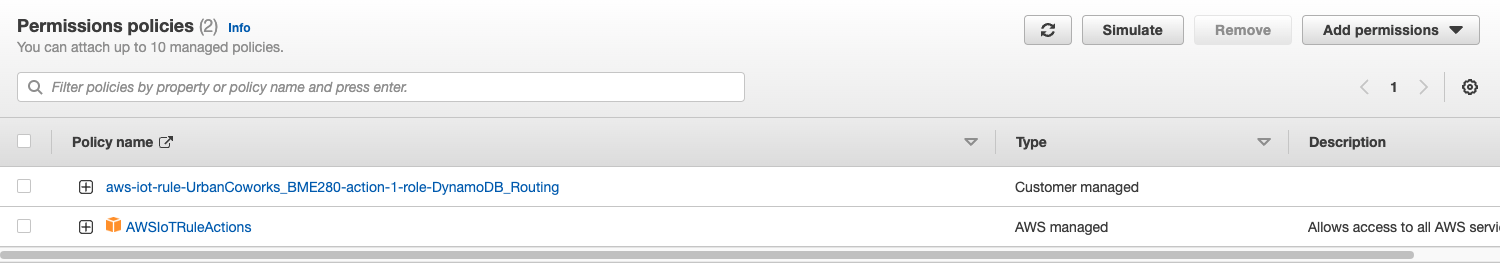 Permissions policies (2) Info
You can attach up to 10 managed policies.
Simulate
Remove
Add permissions
Filter policies by property or policy name and press enter.
1
Policy name Type Description
aws-iot-rule-UrbanCoworks_BME280-action-1-role-DynamoDB_Routing Customer managed
AWSIoTRuleActions AWS managed Allows access to all AWS servi